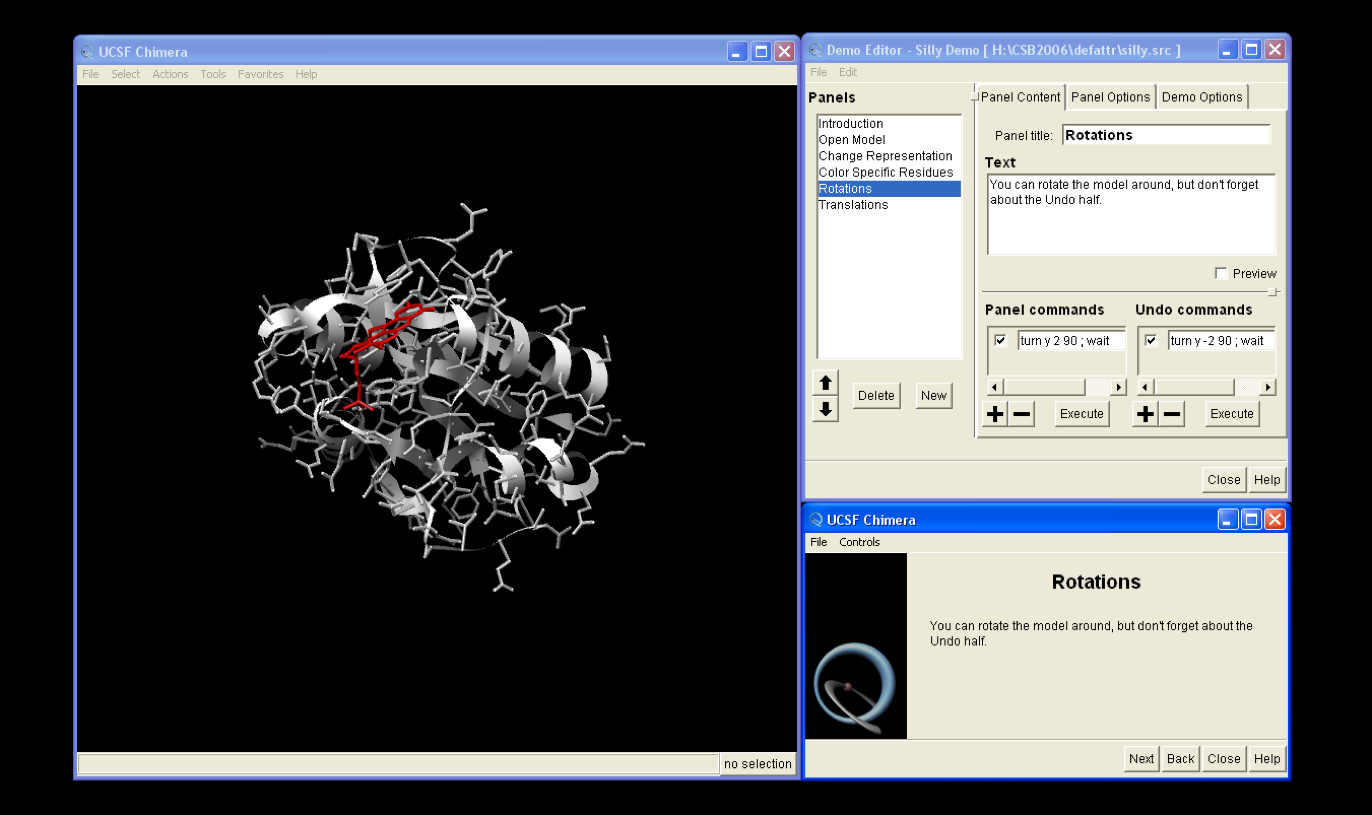 UCSF Chimera
File Select Actions Tools Favorites Help
no selection
Demo Editor - Silly Demo [ H:\CSB2006\defattr\silly.src ]
File Edit
Panels
Introduction
Open Model
Change Representation
Color Specific Residues
Rotations
Translations
Delete New
Panel Content Panel Options Demo Options
Panel title: Rotations
Text
You can rotate the model around, but don't forget
about the Undo half.
Preview
Panel commands Undo commands
turn y 2 90 ; wait turn y -2 90 ; wait
Execute Execute
Close Help
UCSF Chimera
File Controls
Rotations
You can rotate the model around, but don't forget about the
Undo half.
Next Back Close Help